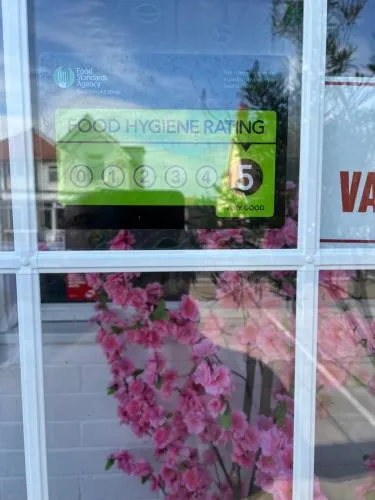 Food
Standards
Agency
FOOD HYGIENE RATING
0 1 2 3 4 5
VERY GOOD
VA